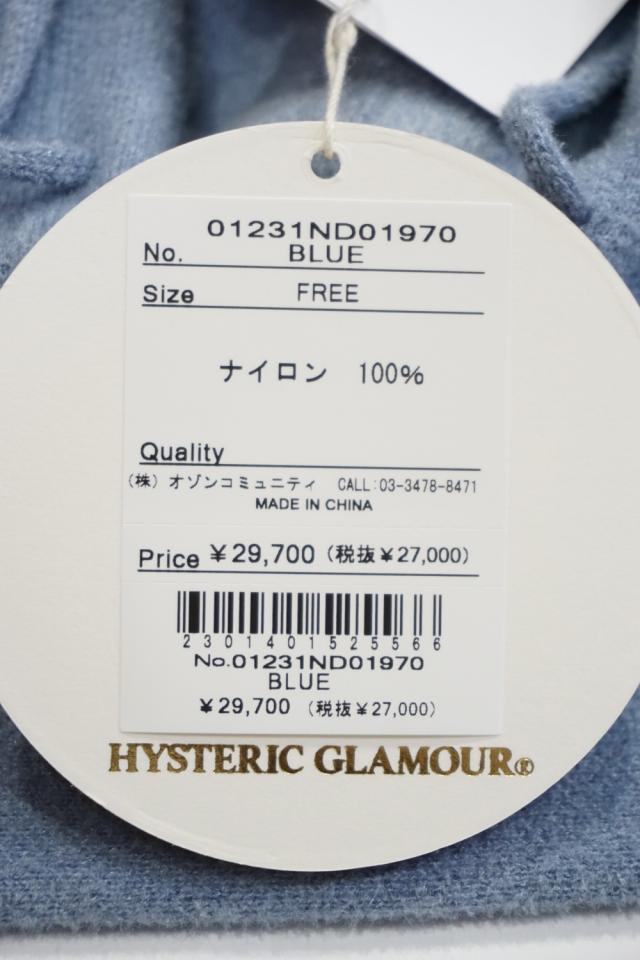 01231ND01970
No. BLUE
Size FREE
ナイロン 100%
Quality
(株) オゾンコミュニティ CALL:03-3478-8471
MADE IN CHINA
Price ¥29,700 (税抜¥27,000)
2301401525566
No.01231ND01970
BLUE
¥29,700 (税抜¥27,000)
HYSTERIC GLAMOUR®